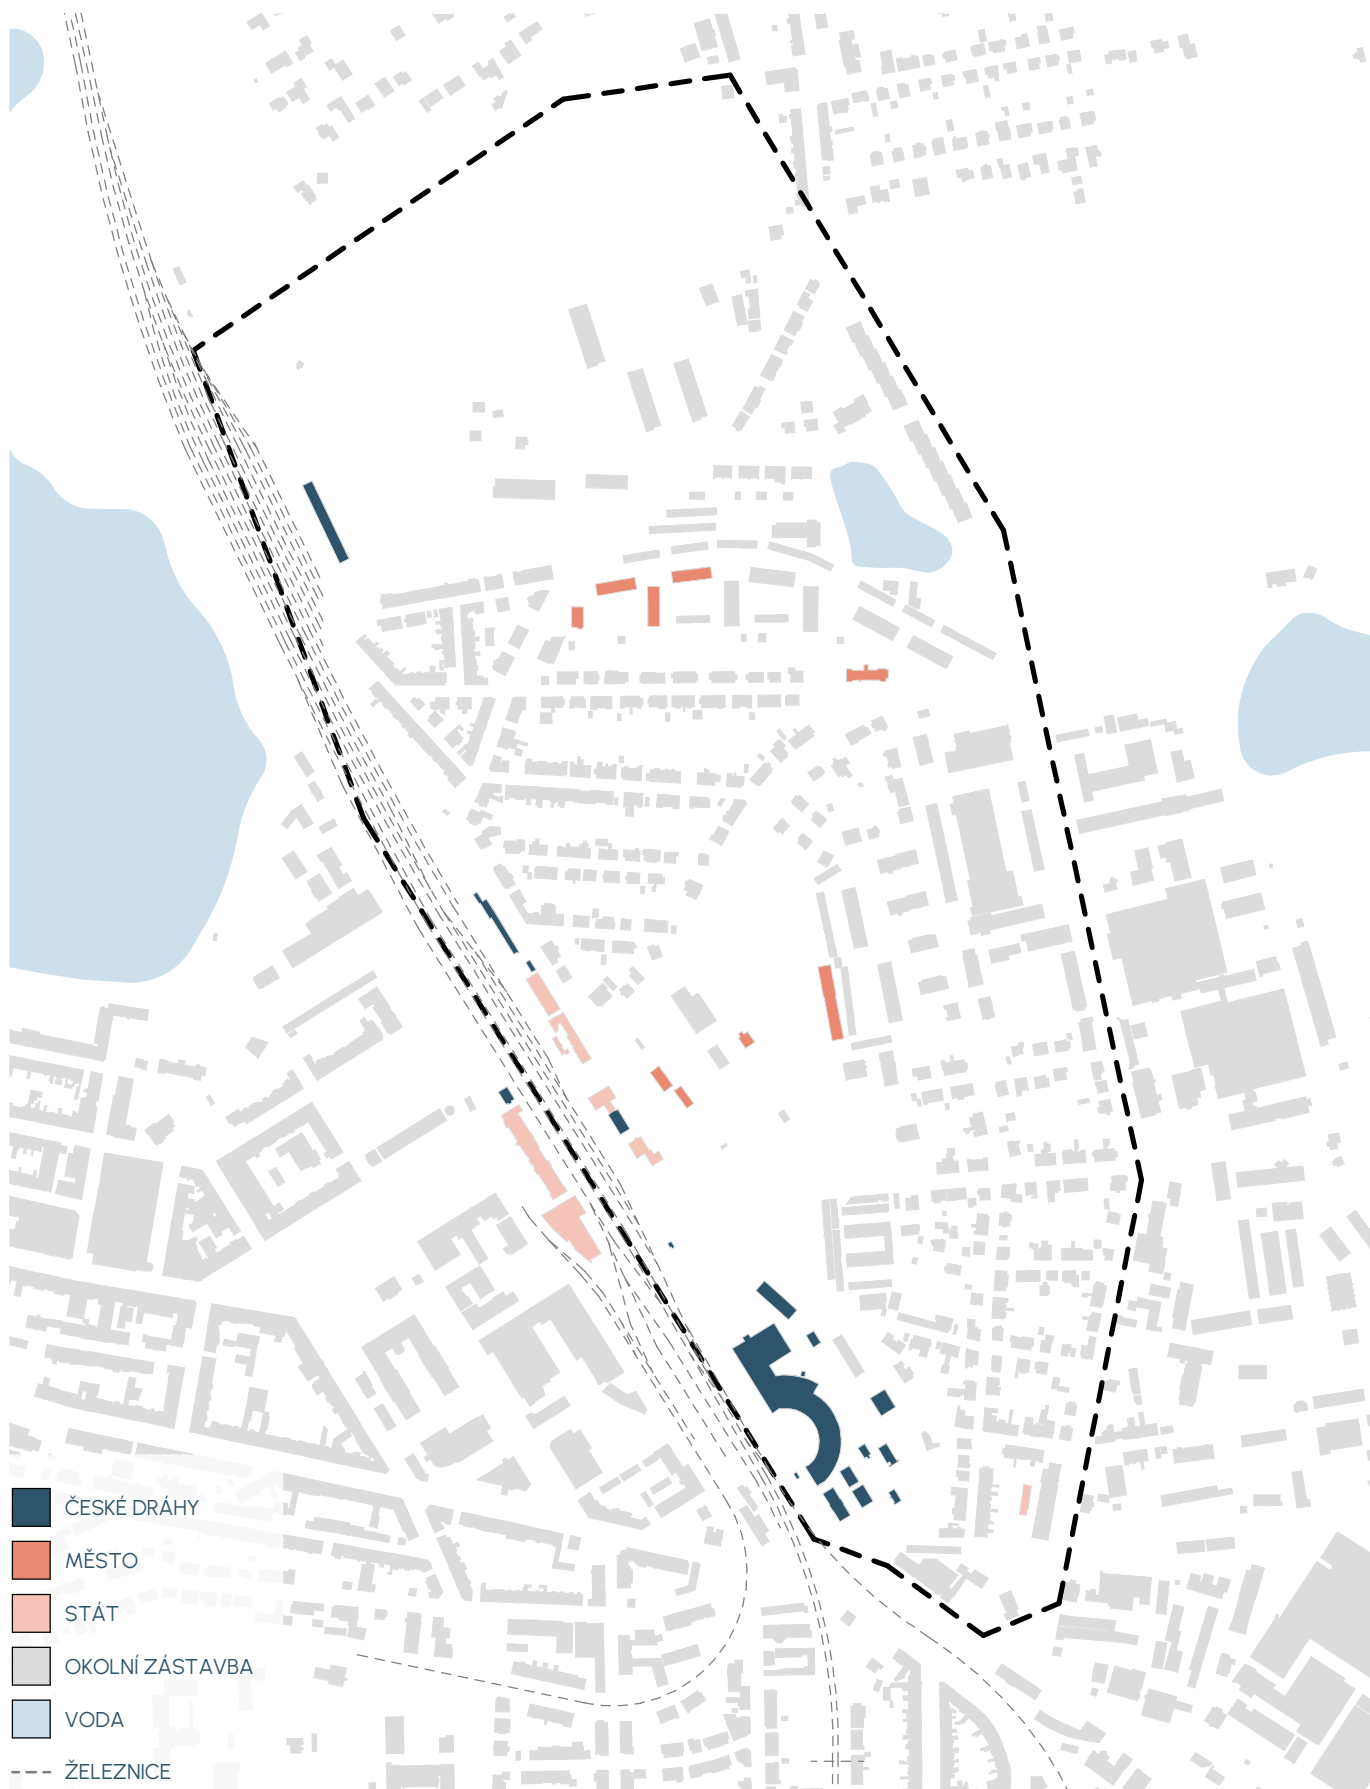 ČESKÉ DRÁHY
MĚSTO
STÁT
OKOLNÍ ZÁSTAVBA
VODA
ŽELEZNICE